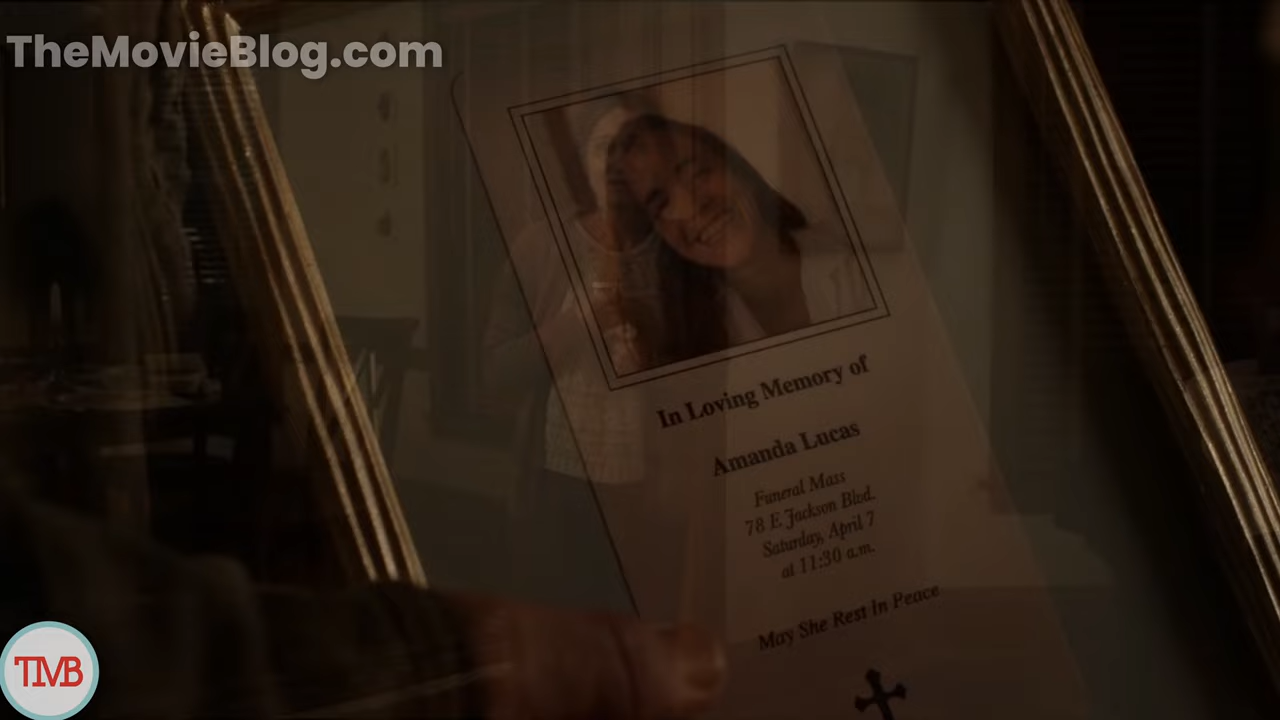 TheMovieBlog.com
In Loving Memory of
Amanda Lucas
Funeral Mass
78 E. Jackson Blvd.
Saturday, April 7
at 11:30 a.m.
May She Rest In Peace
TMB